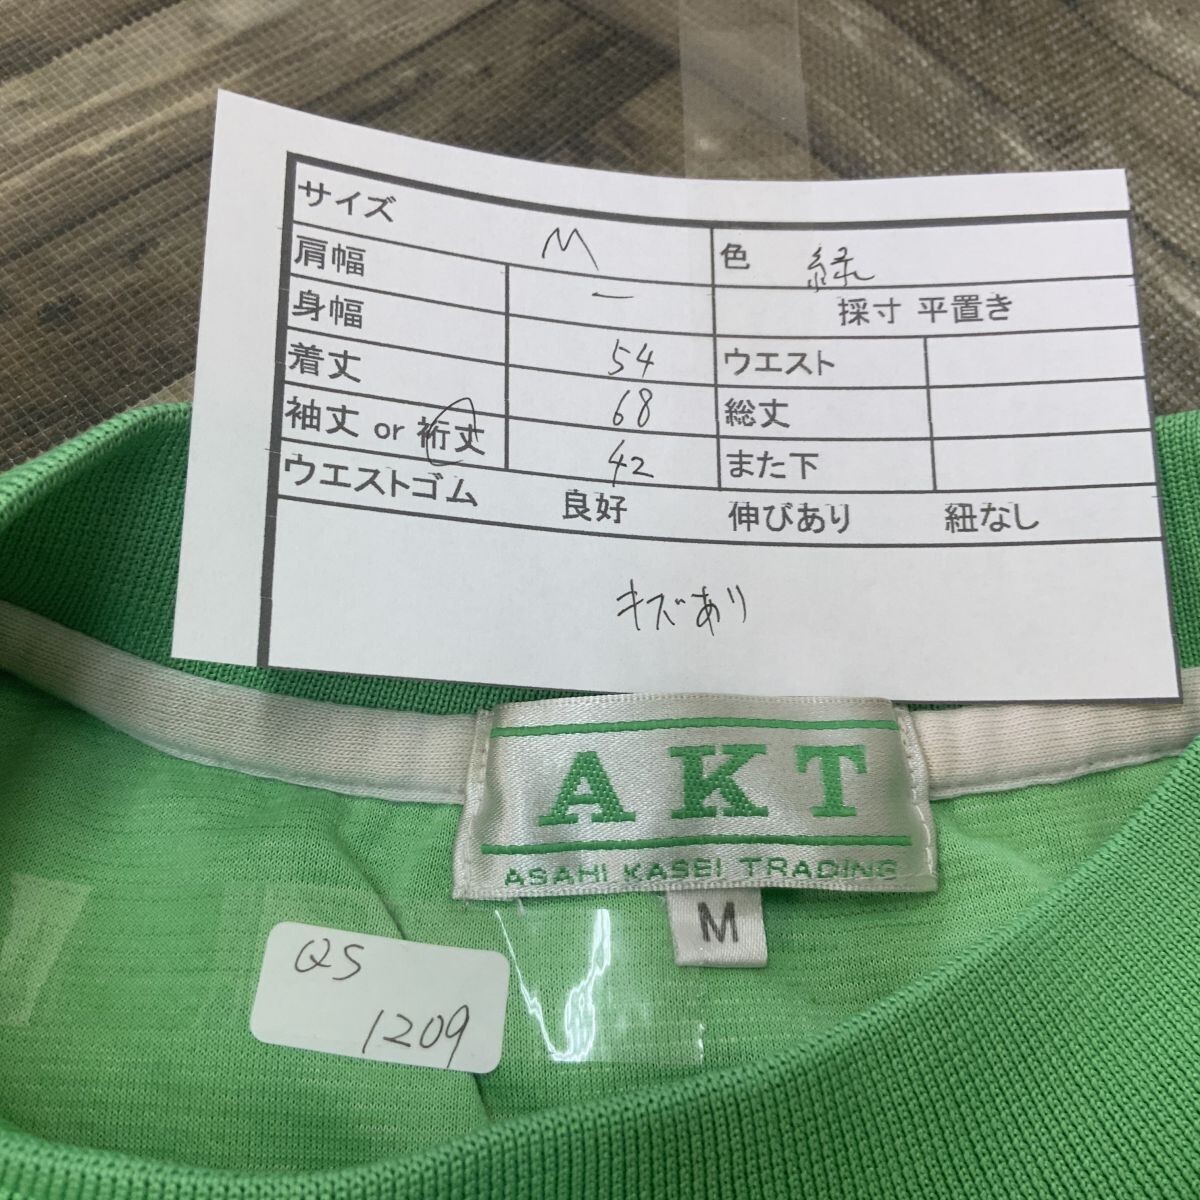 サイズ M 色 緑
肩幅 ー 採寸 平置き
身幅 54 ウエスト
着丈 68 総丈
袖丈 or 裄丈 42 また下
ウエストゴム 良好 伸びあり 紐なし
キズあり
AKT
ASAHI KASEI TRADING
M
QS
1209